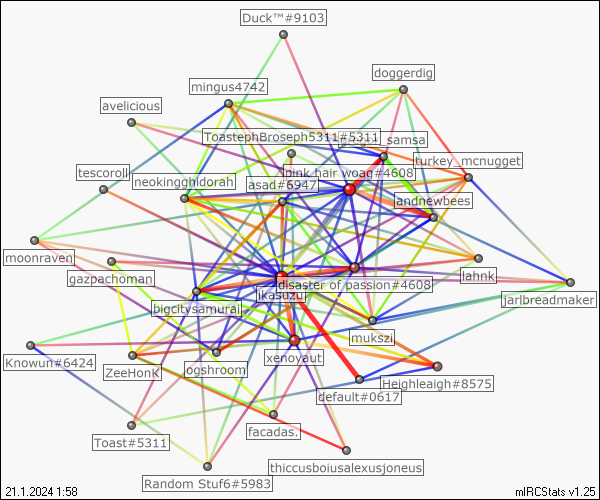 Duck™#9103
doggerdig
mingus4742
avelicious
ToastephBroseph5311#5311
_samsa
turkey_mcnugget
tescoroll
neokingghidorah
pink hair woag#4608
asad#6947
andnewbees
moonraven
gazpachoman
lahnk
disaster of passion#4608
ikasuzu
jarlbreadmaker
bigcitysamurai
mukszi
Knowun#6424
ZeeHonk
ogshroom
xenoyaut
Heighleigh#8575
default#0617
Toast#5311
facadas.
thiccusboiusalexusjoneus
Random Stuf6#5983
21.1.2024 1:58
mIRCStats v1.25